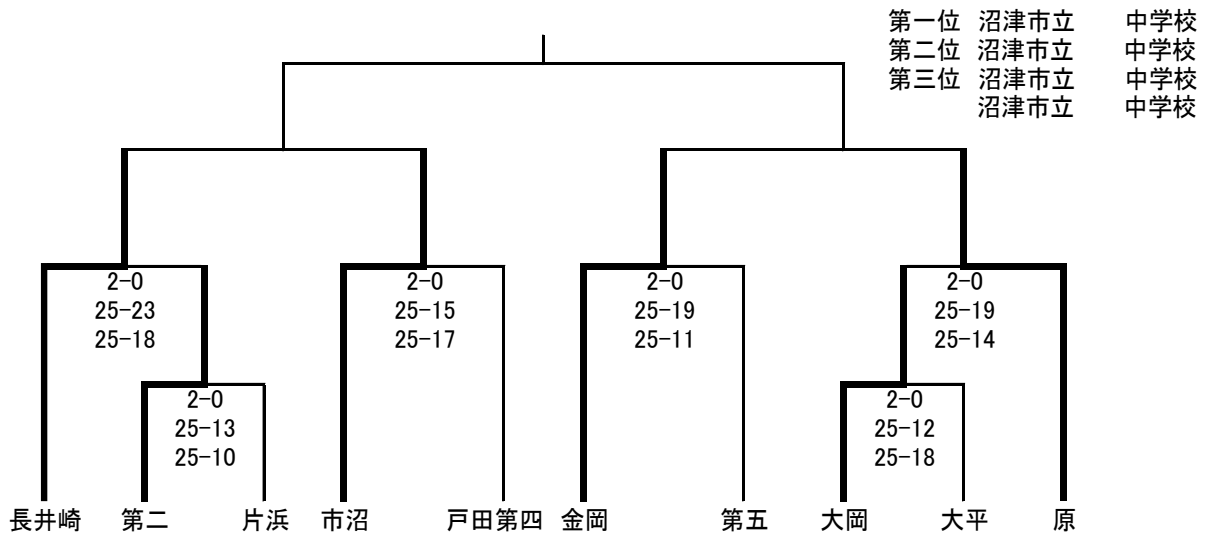 第一位 沼津市立 中学校
第二位 沼津市立 中学校
第三位 沼津市立 中学校
沼津市立 中学校
2-0 2-0 2-0 2-0
25-23 25-15 25-19 25-19
25-18 25-17 25-11 25-14
2-0 2-0
25-13 25-12
25-10 25-18
長井崎 第二 片浜 市沼 戸田第四 金岡 第五 大岡 大平 原